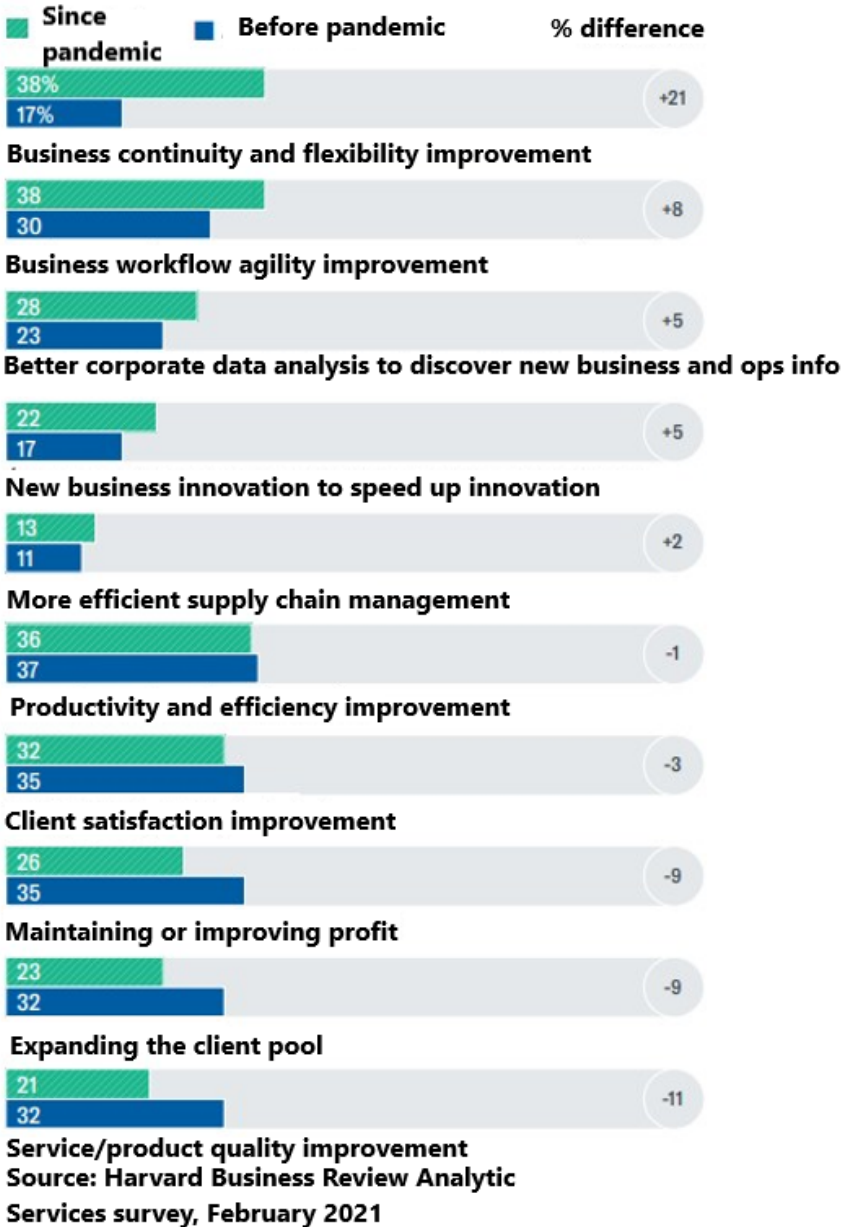 Since pandemic
Before pandemic
% difference
38%
17%
+21
Business continuity and flexibility improvement
38
30
+8
Business workflow agility improvement
28
23
+5
Better corporate data analysis to discover new business and ops info
22
17
+5
New business innovation to speed up innovation
13
11
+2
More efficient supply chain management
36
37
-1
Productivity and efficiency improvement
32
35
-3
Client satisfaction improvement
26
35
-9
Maintaining or improving profit
23
32
-9
Expanding the client pool
21
32
-11
Service/product quality improvement
Source: Harvard Business Review Analytic
Services survey, February 2021